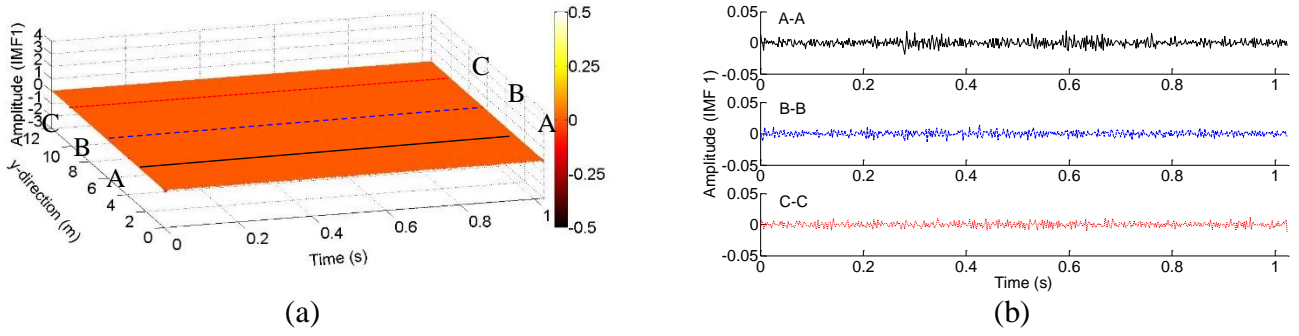 4
3
2
1
0
-1
-2
-3
Amplitude (IMF1)
12
10
8
6
4
2
0
y-direction (m)
C
B
A
C
B
A
0
0.2
0.4
0.6
0.8
1
Time (s)
0.5
0.25
0
-0.25
-0.5
(a)
Amplitude (IMF 1)
0.05
0
-0.05
A-A
0 0.2 0.4 0.6 0.8 1
0.05
0
-0.05
B-B
0 0.2 0.4 0.6 0.8 1
0.05
0
-0.05
C-C
0 0.2 0.4 0.6 0.8 1
Time (s)
(b)